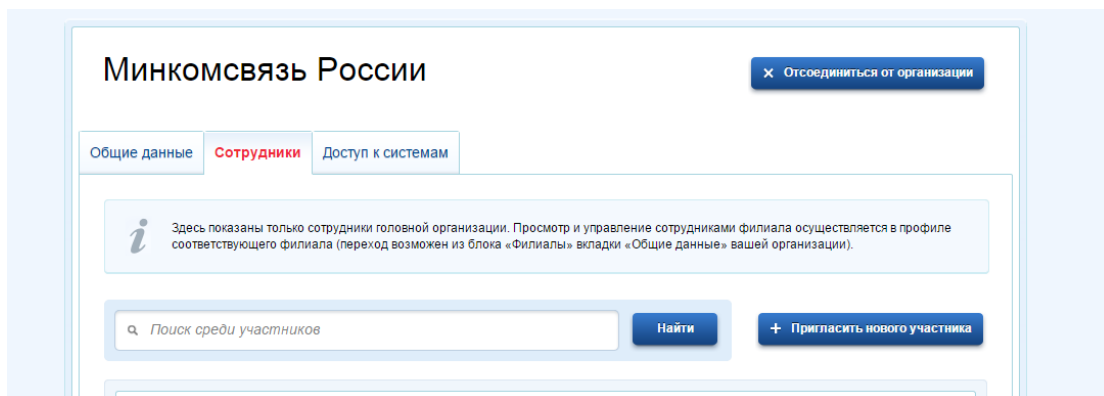 Минкомсвязь России
× Отсоединиться от организации
Общие данные Сотрудники Доступ к системам
Здесь показаны только сотрудники головной организации. Просмотр и управление сотрудниками филиала осуществляется в профиле
соответствующего филиала (переход возможен из блока «Филиалы» вкладки «Общие данные» вашей организации).
Поиск среди участников Найти + Пригласить нового участника